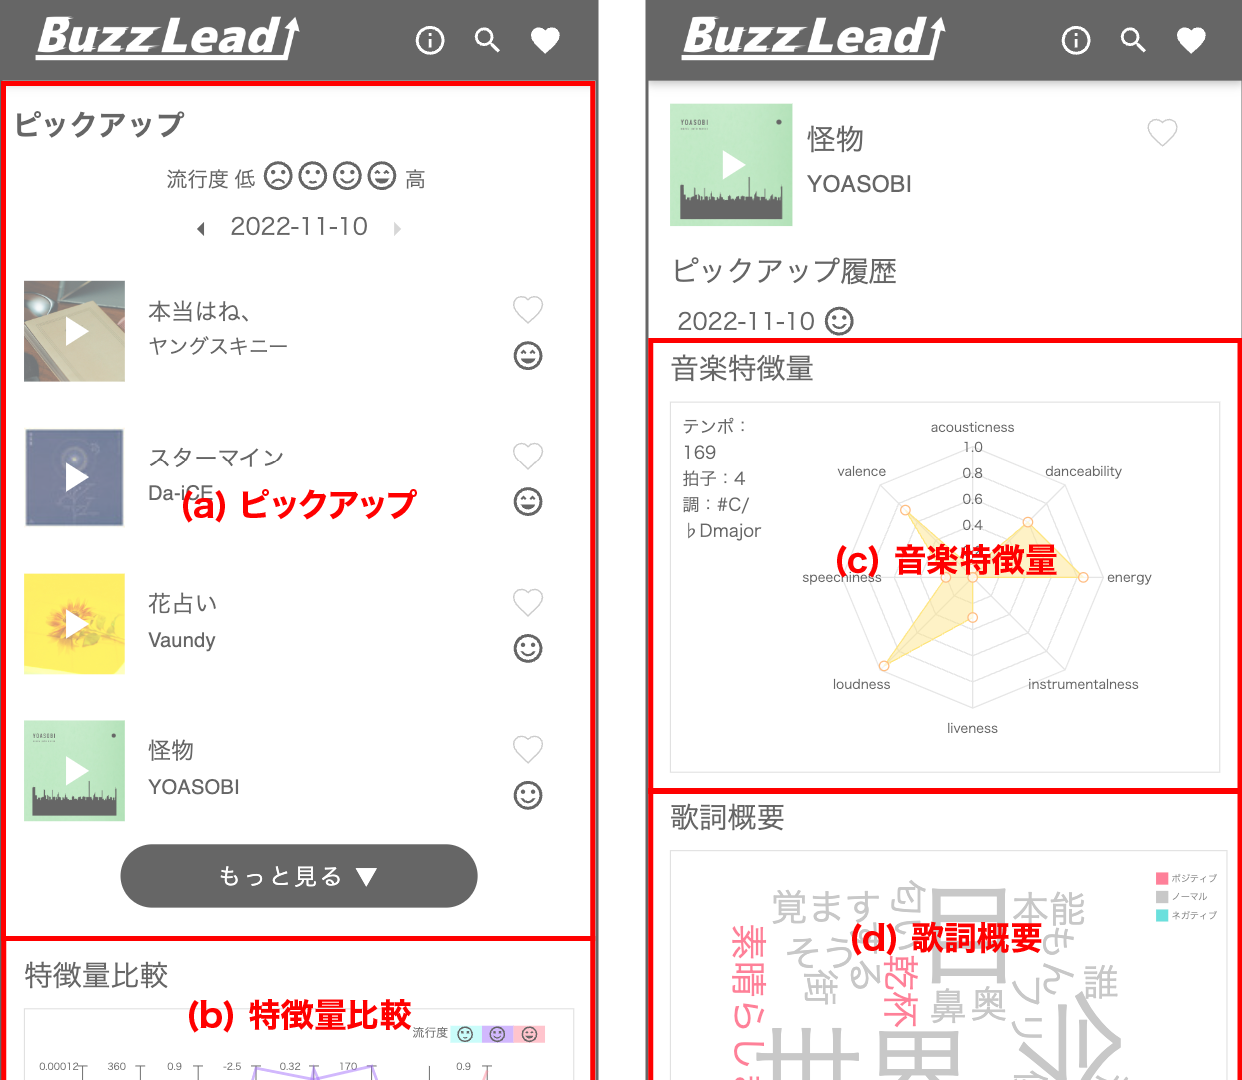 BuzzLead
ピックアップ
流行度 低 高
2022-11-10
本当はね、
ヤングスキニー
スターマイン
Da-iCE
(a) ピックアップ
花占い
Vaundy
YOASOBI
怪物
YOASOBI
もっと見る ▼
特徴量比較
(b) 特徴量比較
流行度
0.00012 360 0.9 -2.5 0.32 170 0.9
BuzzLead
YOASOBI
怪物
YOASOBI
ピックアップ履歴
2022-11-10
音楽特徴量
テンポ：
169
拍子：4
調：#C/
♭Dmajor
acousticness
1.0
valence
0.8
danceability
0.6
0.4
(c) 音楽特徴量
speechiness
energy
loudness
instrumentalness
liveness
歌詞概要
ポジティブ
ノーマル
ネガティブ
覚ます
匂い
本能
(d) 歌詞概要
素晴らし
そう
する
街
乾杯
鼻
奥
もん
誰